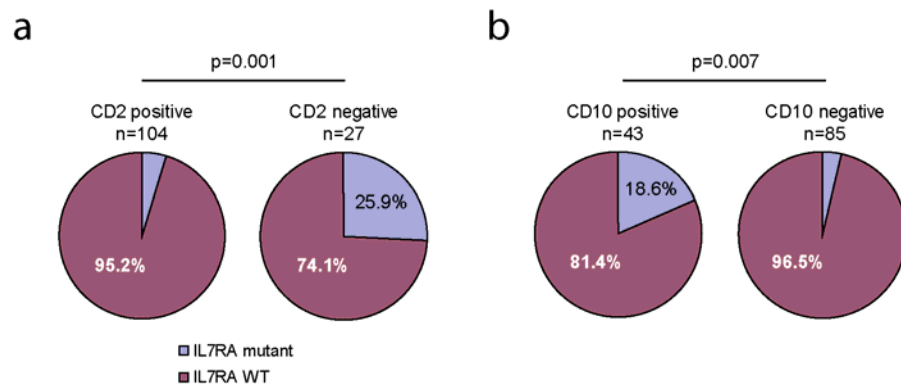 a
p=0.001
CD2 positive
n=104
CD2 negative
n=27
95.2%
25.9%
74.1%
IL7RA mutant
IL7RA WT
b
p=0.007
CD10 positive
n=43
CD10 negative
n=85
18.6%
81.4%
96.5%